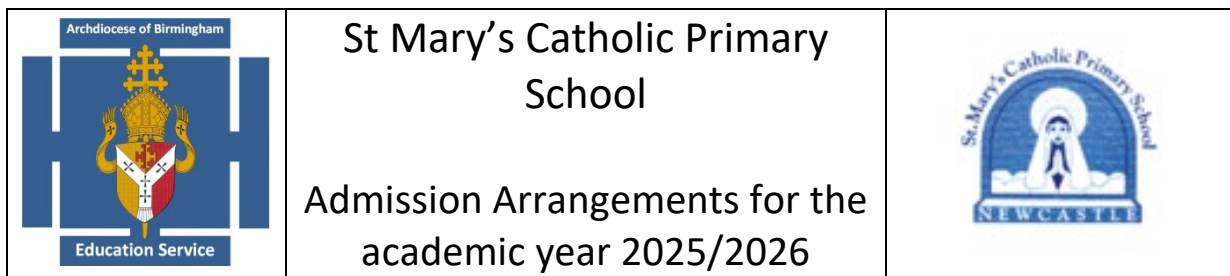 Archdiocese of Birmingham
Education Service
St Mary’s Catholic Primary
School
Admission Arrangements for the
academic year 2025/2026
St. Mary's Catholic Primary School
NEWCASTLE